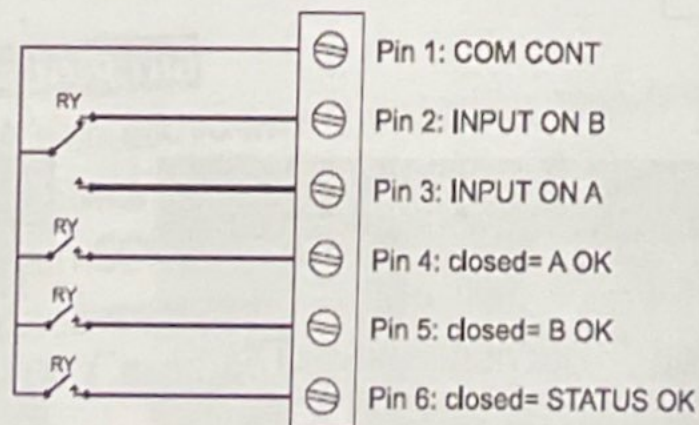 Pin 1: COM CONT
RY
Pin 2: INPUT ON B
Pin 3: INPUT ON A
RY
Pin 4: closed= A OK
RY
Pin 5: closed= B OK
RY
Pin 6: closed= STATUS OK